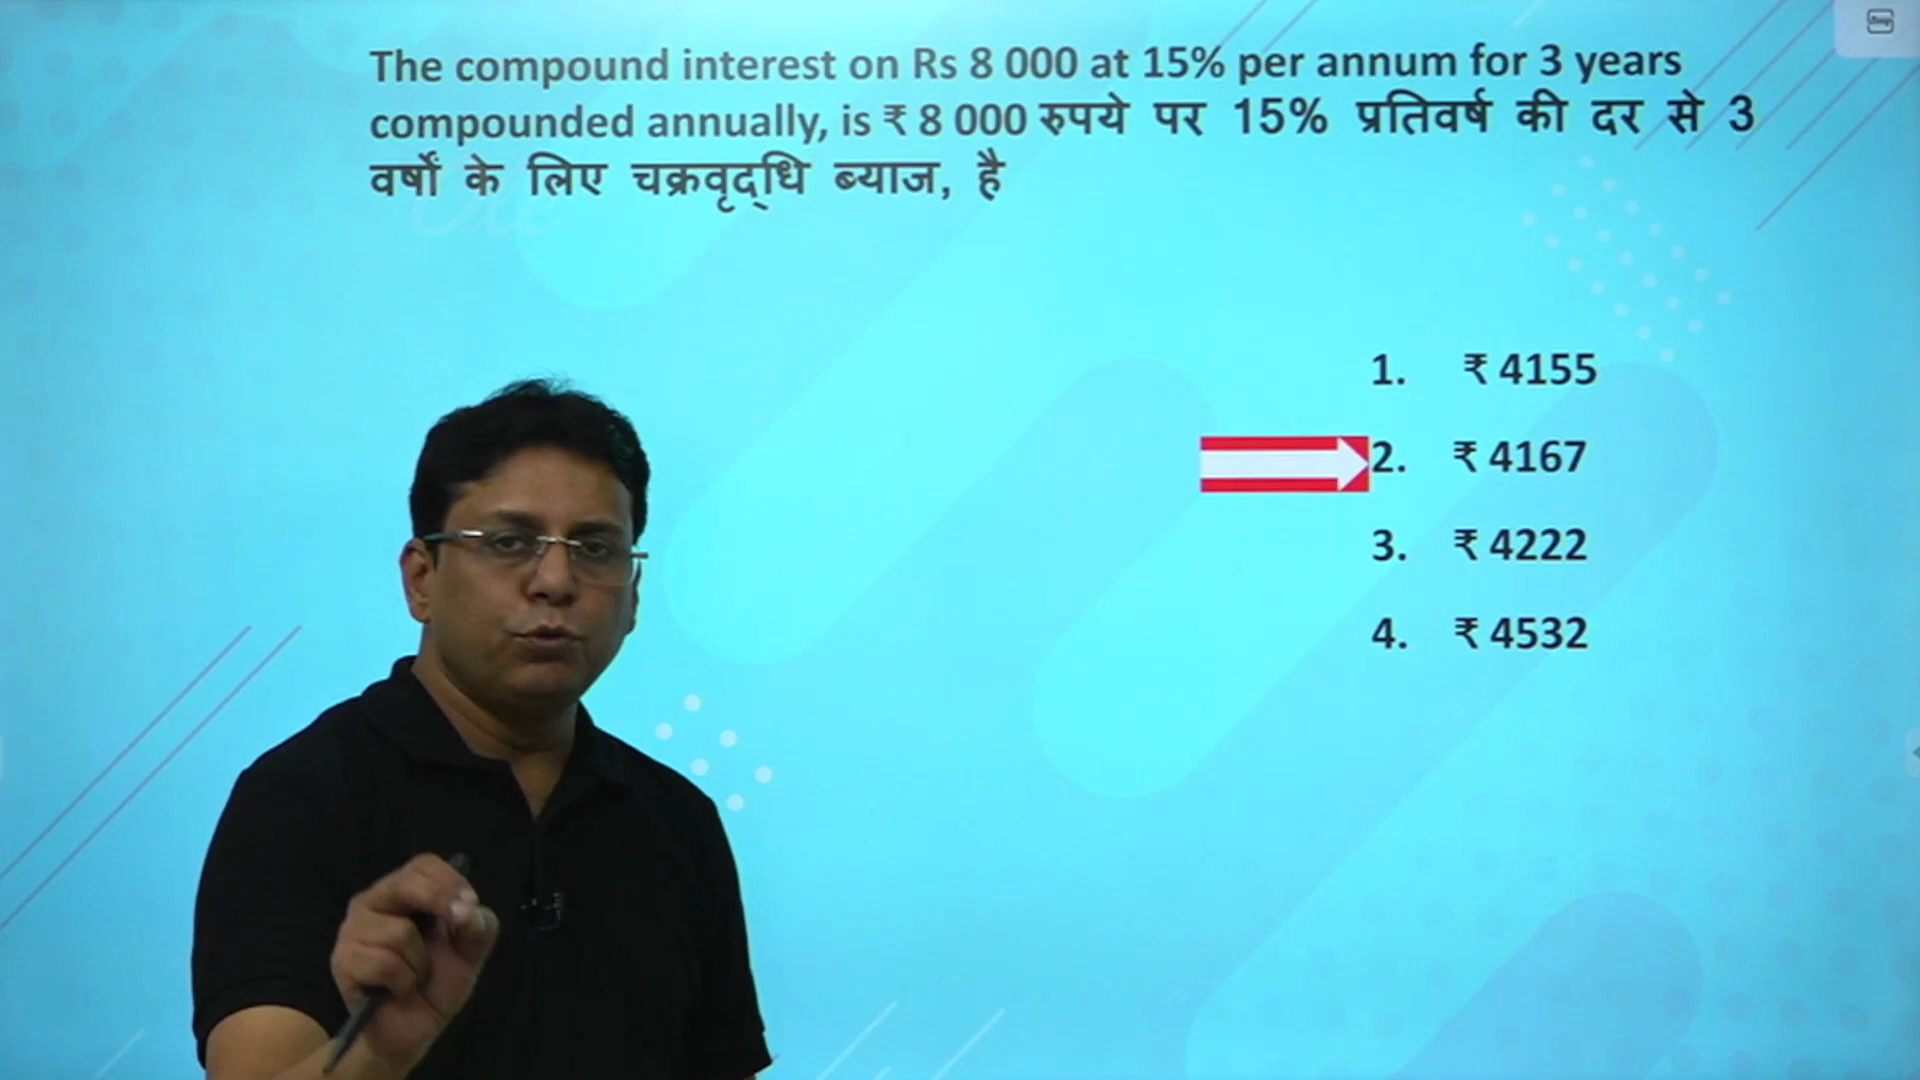 The compound interest on Rs 8 000 at 15% per annum for 3 years
compounded annually, is ₹ 8 000 रुपये पर 15% प्रतिवर्ष की दर से 3
वर्षों के लिए चक्रवृद्धि ब्याज, है
1. ₹ 4155
2. ₹ 4167
3. ₹ 4222
4. ₹ 4532